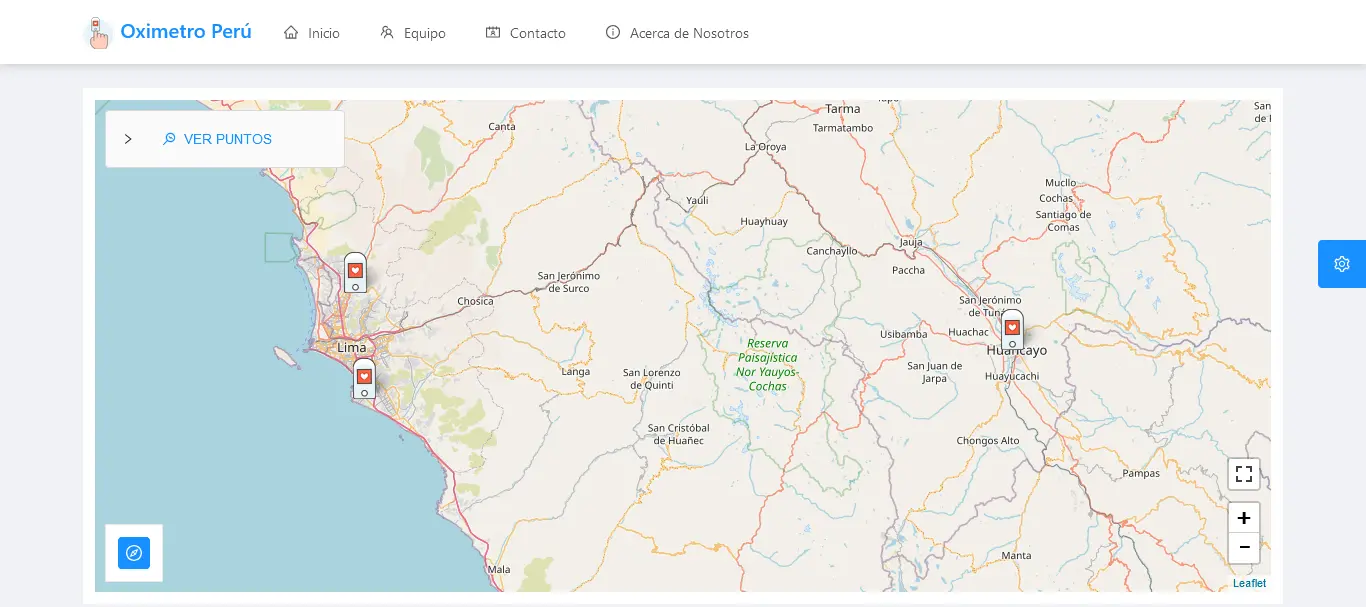 Oximetro Perú
Inicio
Equipo
Contacto
Acerca de Nosotros
VER PUNTOS
Canta
Tarma
Tarmatambo
La Oroya
San
Yauli
Huayhuay
Mucllo
Cochas
Santiago de
Comas
Canchayllo
Jauja
Paccha
San Jerónimo
de Surco
Chosica
San Jerónimo
de Tuná
Usibamba
Huachac
Lima
Huancayo
Reserva
Paisajística
Nor Yauyos-
Cochas
Langa
San Lorenzo
de Quinti
San Juan de
Jarpa
Huayucachi
San Cristóbal
de Huañec
Chongos Alto
Pampas
Manta
Mala
+
−
Leaflet